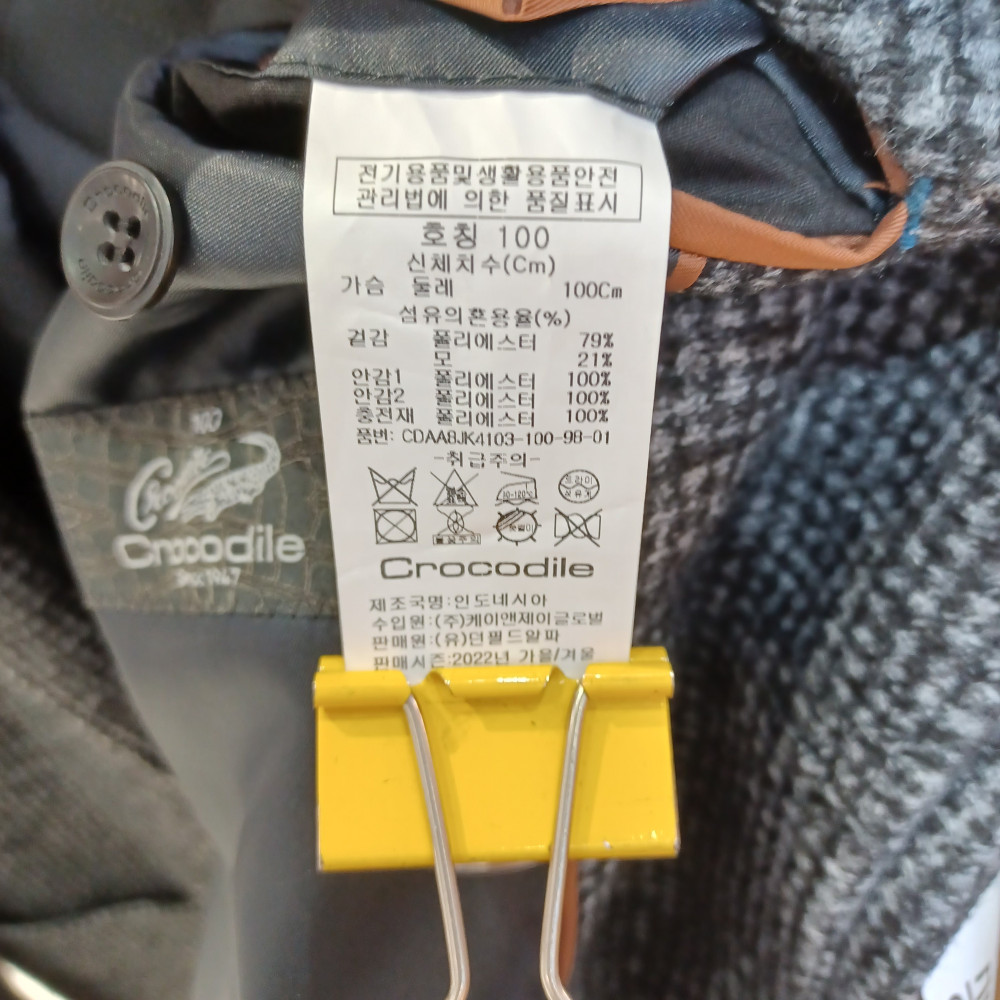 전기용품및생활용품안전
관리법에 의한 품질표시
호칭 100
신체치수(Cm)
가슴 둘레 100Cm
섬유의혼용율(%)
겉감 폴리에스터 79%
모 21%
안감1 폴리에스터 100%
안감2 폴리에스터 100%
충전재 폴리에스터 100%
품번: CDAA8JK4103-100-98-01
-취급주의-
Crocodile
제조국명:인도네시아
수입원:(주)케이앤제이글로벌
판매원:(유)던필드알파
판매시즌:2022년 가을/겨울
Crocodile
Crocodile